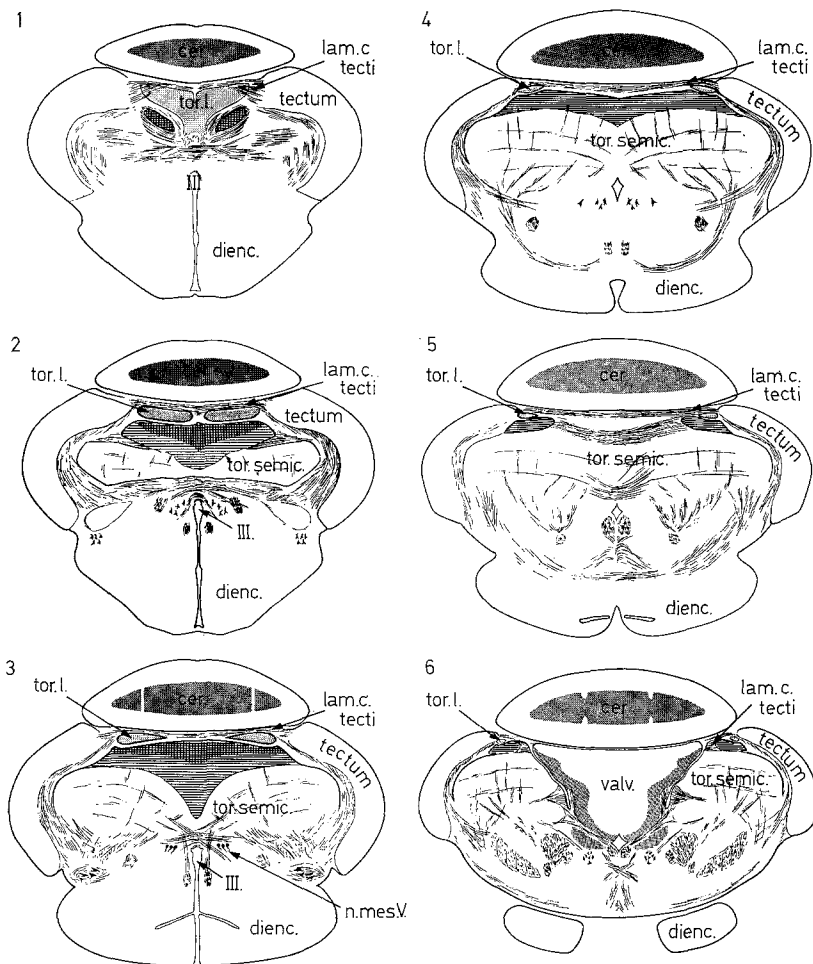 1
cer.
lam.c.
tecti
tor.l.
tectum
III
dienc.
2
tor.l.
lam.c.
tecti
tectum
tor.semic.
III.
dienc.
3
tor.l.
cer.
lam.c.
tecti
tectum
tor.semic.
III.
dienc.
n.mes.V.
4
tor.l.
cer.
lam.c.
tecti
tectum
tor.semic.
dienc.
5
tor.l.
cer.
lam.c.
tecti
tectum
tor.semic.
dienc.
6
tor.l.
cer.
lam.c.
tecti
tectum
valv.
tor.semic.
dienc.